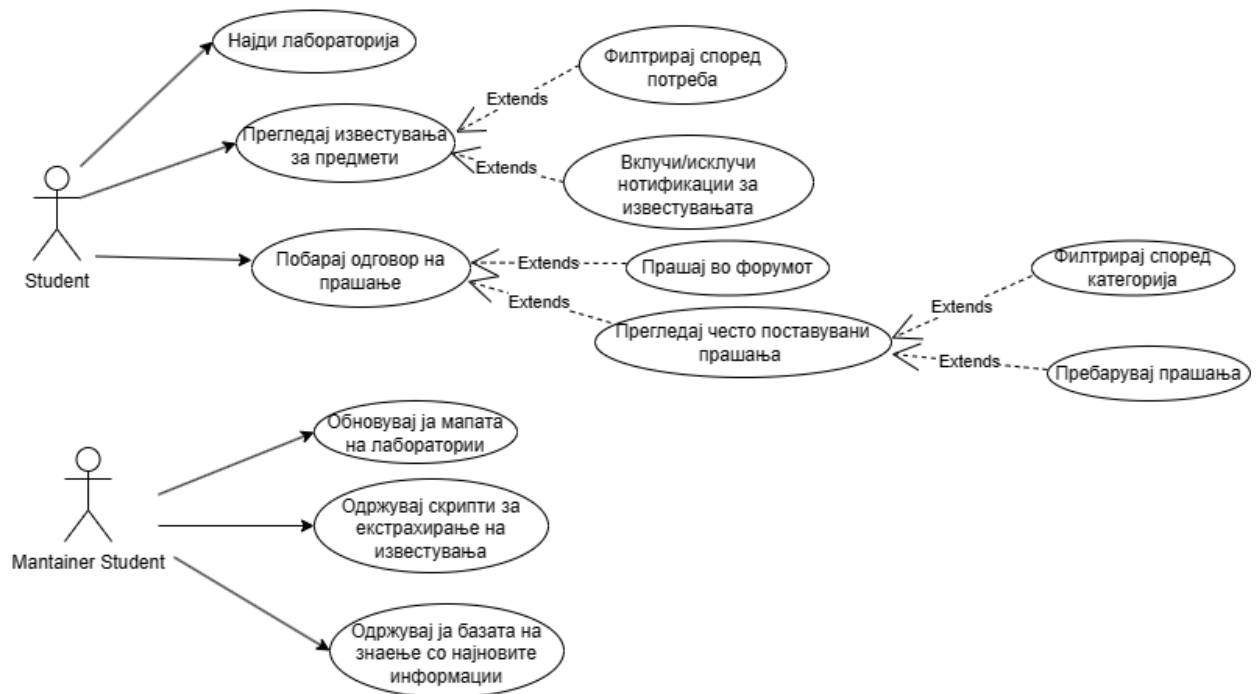 Најди лабораторија
Филтрирај според
потреба
Extends
Прегледај известувања
за предмети
Extends
Вклучи/исклучи
нотификации за
известувањата
Student
Побарај одговор на
прашање
Extends
Прашај во форумот
Extends
Прегледај често поставувани
прашања
Филтрирај според
категорија
Extends
Extends
Пребарувај прашања
Обновувај ја мапата
на лаборатории
Mantainer Student
Одржувај скрипти за
екстрахирање на
известувања
Одржувај ја базата на
знаење со најновите
информации